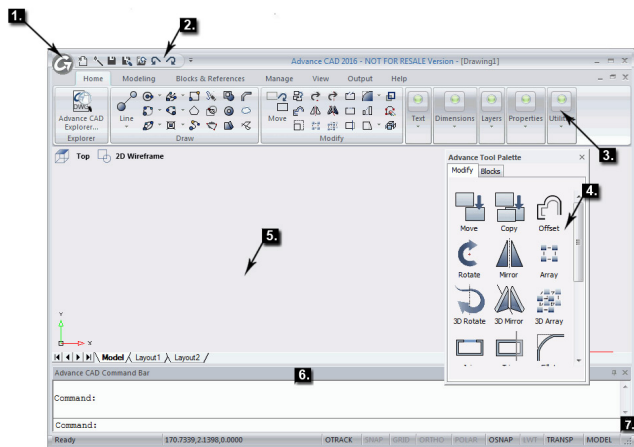 1.
2.
Advance CAD 2016 - NOT FOR RESALE Version - [Drawing1]
Home Modeling Blocks & References Manage View Output Help
DWG
Advance CAD
Explorer...
Line
Move
Text Dimensions Layers Properties Utilities
Explorer Draw Modify
3.
Top 2D Wireframe
Advance Tool Palette
Modify Blocks
4.
Move Copy Offset
5.
Rotate Mirror Array
3D Rotate 3D Mirror 3D Array
Y
X
Model Layout1 Layout2
Advance CAD Command Bar
6.
Command:
Command:
7.
Ready 170.7339,2.1398,0.0000 OTRACK SNAP GRID ORTHO POLAR OSNAP SWT TRANSP MODEL